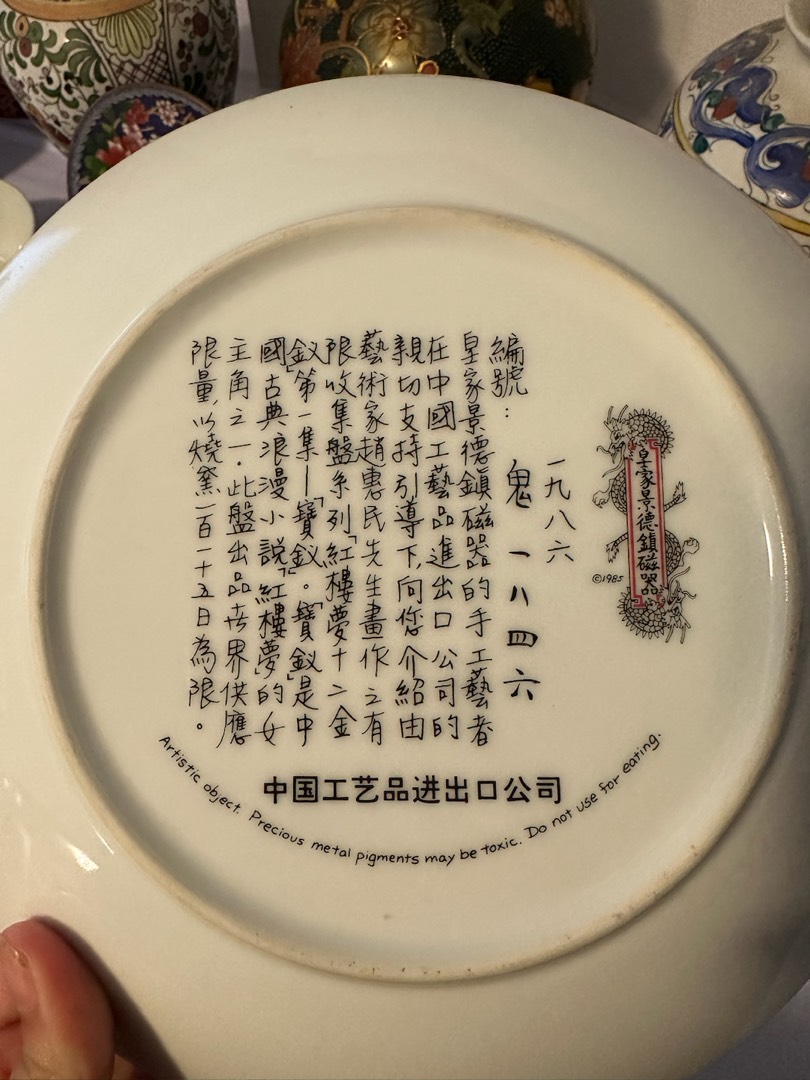 皇家景德鎮磁器
©1985
一九八六
編號：鬼一八四六
皇家景德鎮磁器的手工藝者
在中國工藝品進出口公司的
親切支持引導下,向您介紹由
藝術家趙惠民先生畫作之有
限收集盤系列「紅樓夢十二金
釵」第一集—「寶釵」。「寶釵」是中
國古典浪漫小說「紅樓夢」的女
主角之一．此盤出品世界供應
限量,以燒窯一百一十五日為限。
中国工艺品进出口公司
Artistic object. Precious metal pigments may be toxic. Do not use for eating.